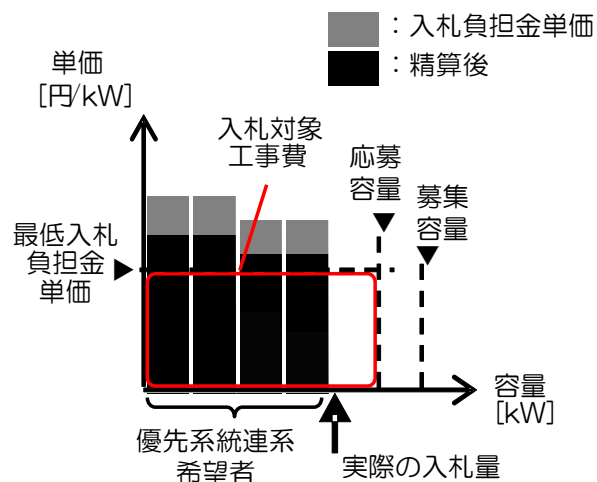 ：入札負担金単価
：精算後
単価
［円/kW］
入札対象
工事費
応募
容量
募集
容量
最低入札
負担金
単価
容量
［kW］
優先系統連系
希望者
実際の入札量